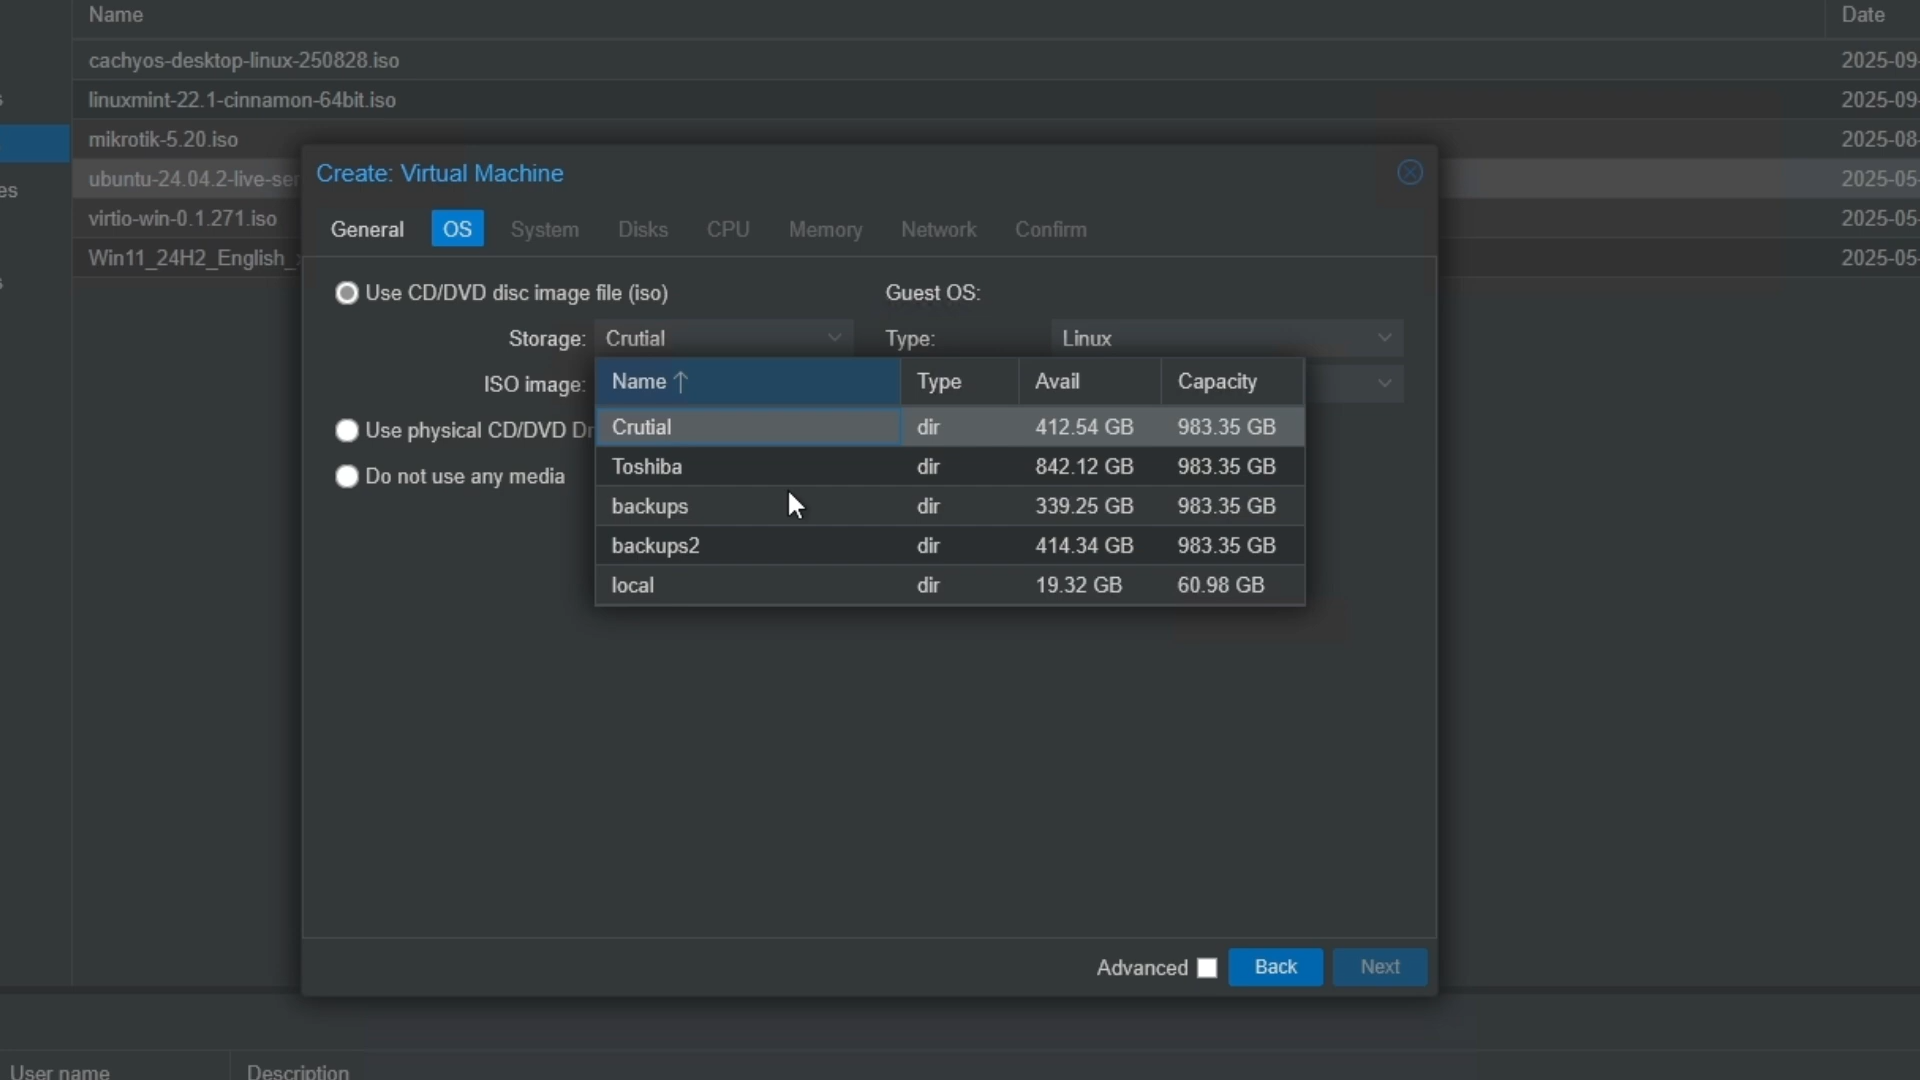 Name Date
cachyos-desktop-linux-250828.iso 2025-09-
linuxmint-22.1-cinnamon-64bit.iso 2025-09-
mikrotik-5.20.iso 2025-08-
ubuntu-24.04.2-live-ser 2025-05-
es
virtio-win-0.1.271.iso 2025-05-
Win11_24H2_English_ 2025-05-
s
Create: Virtual Machine
General OS System Disks CPU Memory Network Confirm
Use CD/DVD disc image file (iso) Guest OS:
Storage: Crutial Type: Linux
ISO image:
Name ↑ Type Avail Capacity
Use physical CD/DVD Dr
Do not use any media
Crutial dir 412.54 GB 983.35 GB
Toshiba dir 842.12 GB 983.35 GB
backups dir 339.25 GB 983.35 GB
backups2 dir 414.34 GB 983.35 GB
local dir 19.32 GB 60.98 GB
Advanced Back Next
User name Description